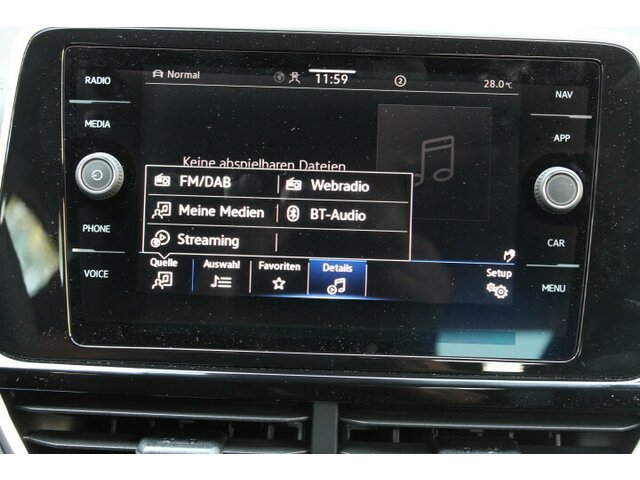 RADIO
MEDIA
PHONE
VOICE
Normal
11:59
2
28.0°C
Keine abspielbaren Dateien
FM/DAB
Webradio
Meine Medien
BT-Audio
Streaming
Quelle
Auswahl
Favoriten
Details
Setup
NAV
APP
CAR
MENU